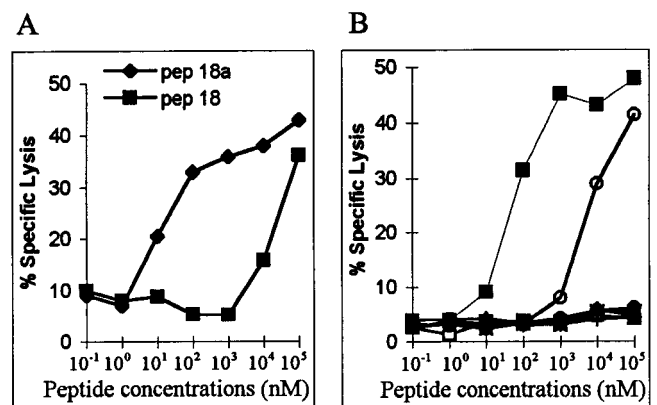 A
pep 18a
pep 18
% Specific Lysis
50
40
30
20
10
0
10⁻¹ 10⁰ 10¹ 10² 10³ 10⁴ 10⁵
Peptide concentrations (nM)
B
% Specific Lysis
50
40
30
20
10
0
10⁻¹ 10⁰ 10¹ 10² 10³ 10⁴ 10⁵
Peptide concentrations (nM)